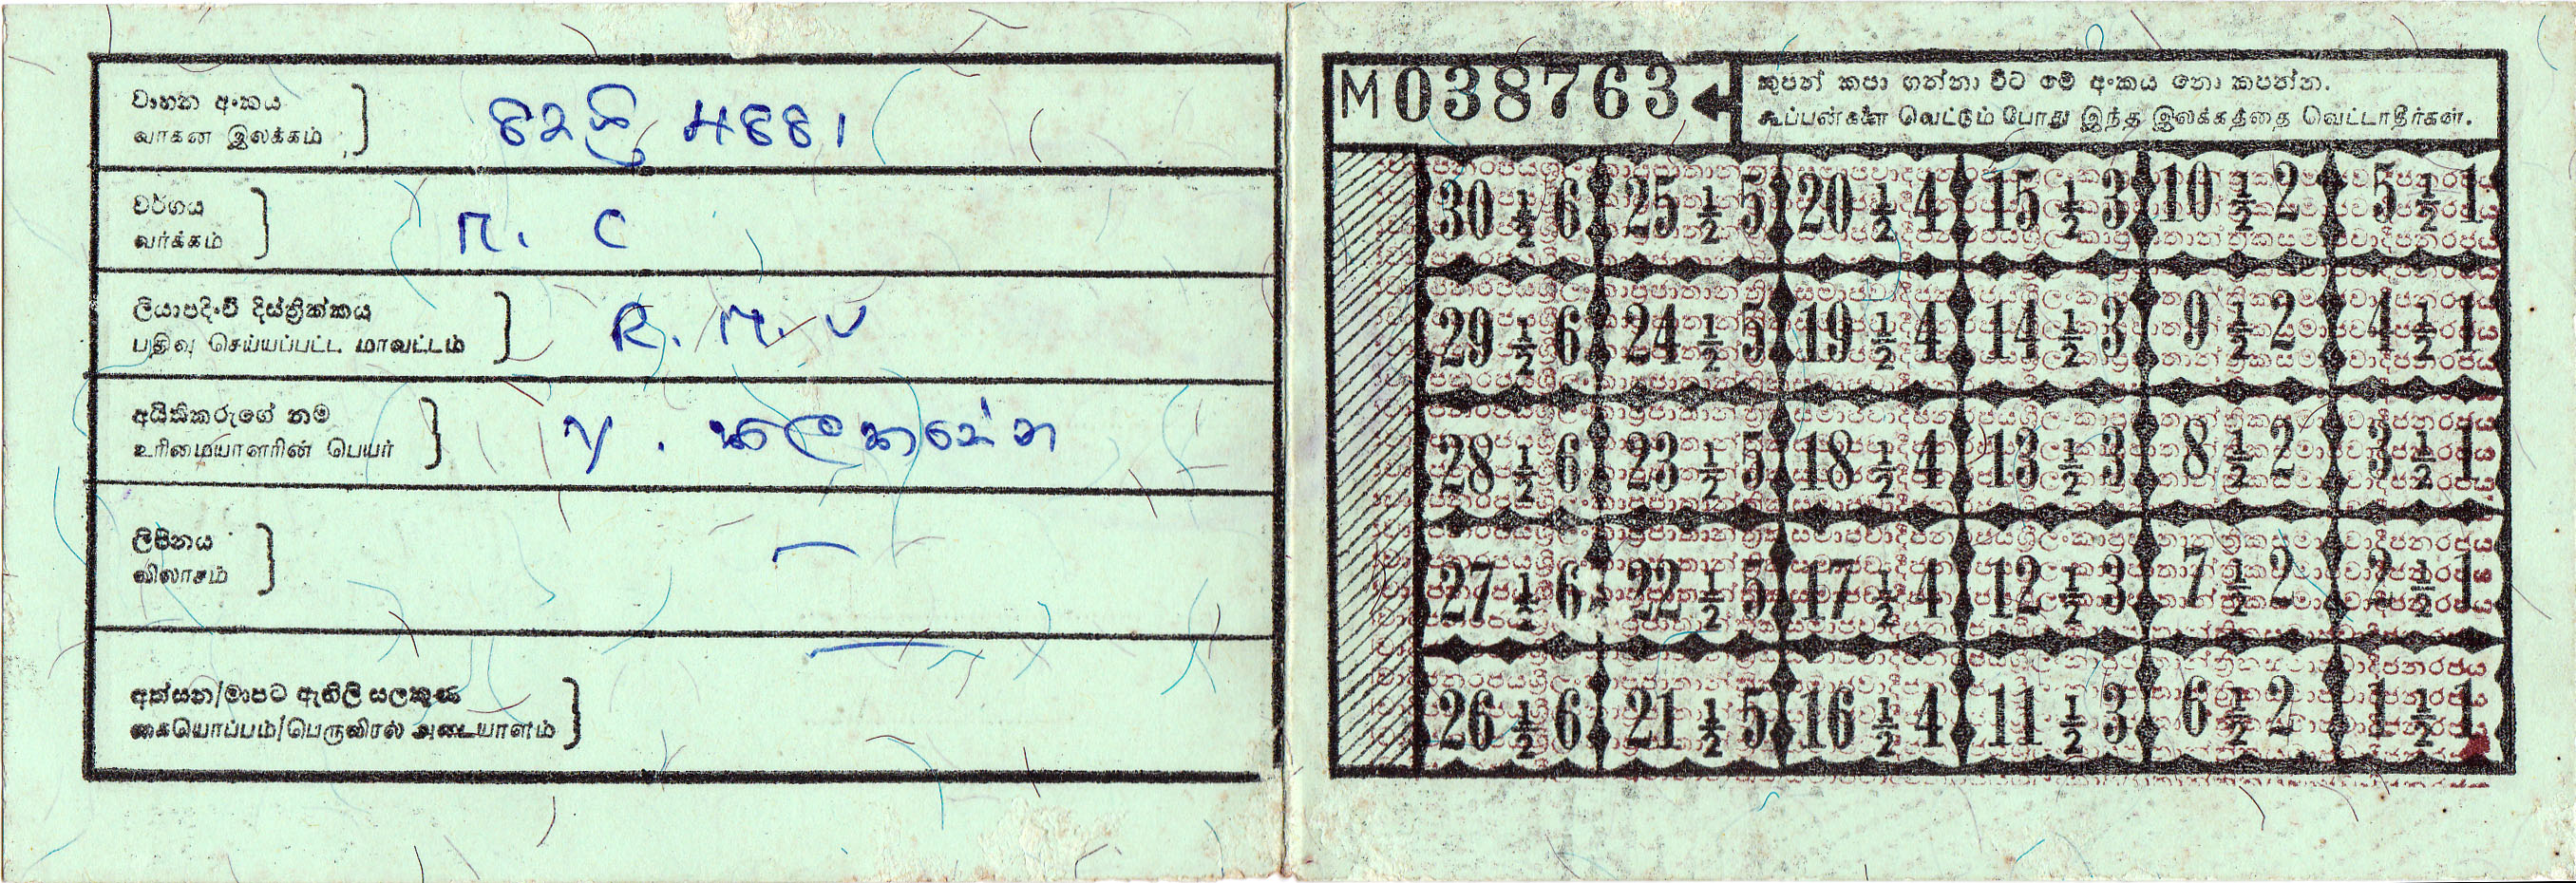 වාහන අංකය
வாகன இலக்கம்
වර්ගය
வர்க்கம்
M. C
ලියාපදිංචි දිස්ත්‍රික්කය
பதிவு செய்யப்பட்ட மாவட்டம்
R. M. V
අයිතිකරුගේ නම
உரிமையாளரின் பெயர்
ලිපිනය
விலாசம்
අත්සන/මාපට ඇඟිලි සලකුණ
கையொப்பம்/பெருவிரல் அடையாளம்
M038763
කුපන් කපා ගන්නා විට මේ අංකය නො කපන්න.
கூப்பன்களை வெட்டும் போது இந்த இலக்கத்தை வெட்டாதீர்கள்.
30 ½ 6 25 ½ 5 20 ½ 4 15 ½ 3 10 ½ 2 5 ½ 1
29 ½ 6 24 ½ 5 19 ½ 4 14 ½ 3 9 ½ 2 4 ½ 1
28 ½ 6 23 ½ 5 18 ½ 4 13 ½ 3 8 ½ 2 3 ½ 1
27 ½ 6 22 ½ 5 17 ½ 4 12 ½ 3 7 ½ 2 2 ½ 1
26 ½ 6 21 ½ 5 16 ½ 4 11 ½ 3 6 ½ 2 1 ½ 1